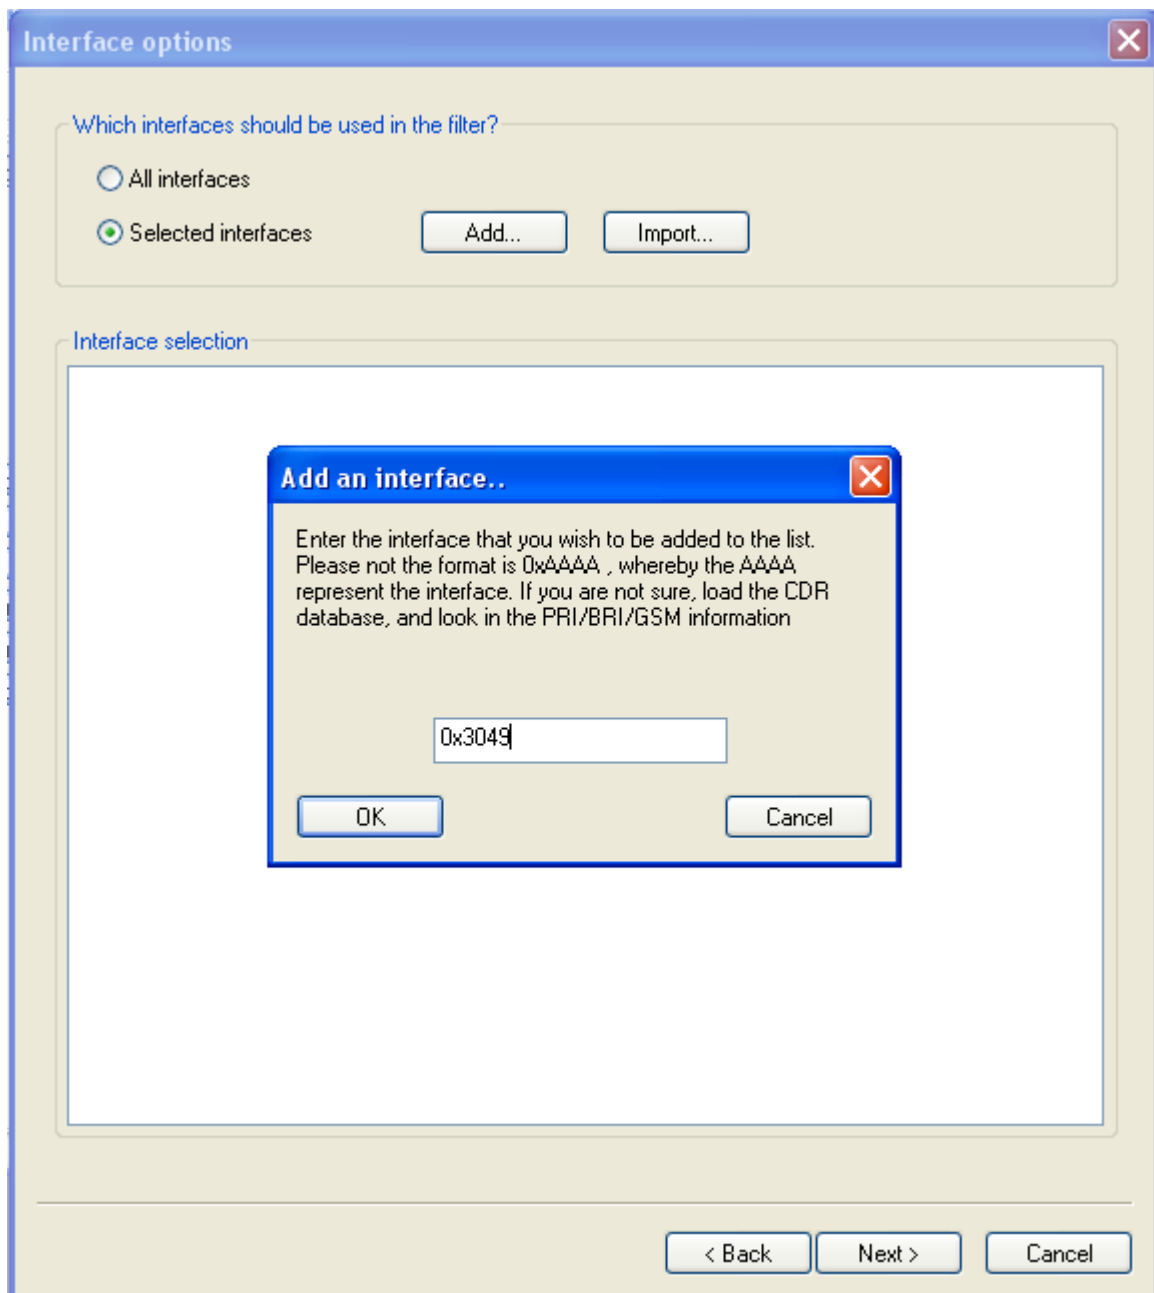 Interface options
Which interfaces should be used in the filter?
All interfaces
Selected interfaces
Add...
Import...
Interface selection
Add an interface..
Enter the interface that you wish to be added to the list.
Please not the format is 0xAAAA , whereby the AAAA
represent the interface. If you are not sure, load the CDR
database, and look in the PRI/BRI/GSM information
0x3049
OK
Cancel
< Back
Next >
Cancel